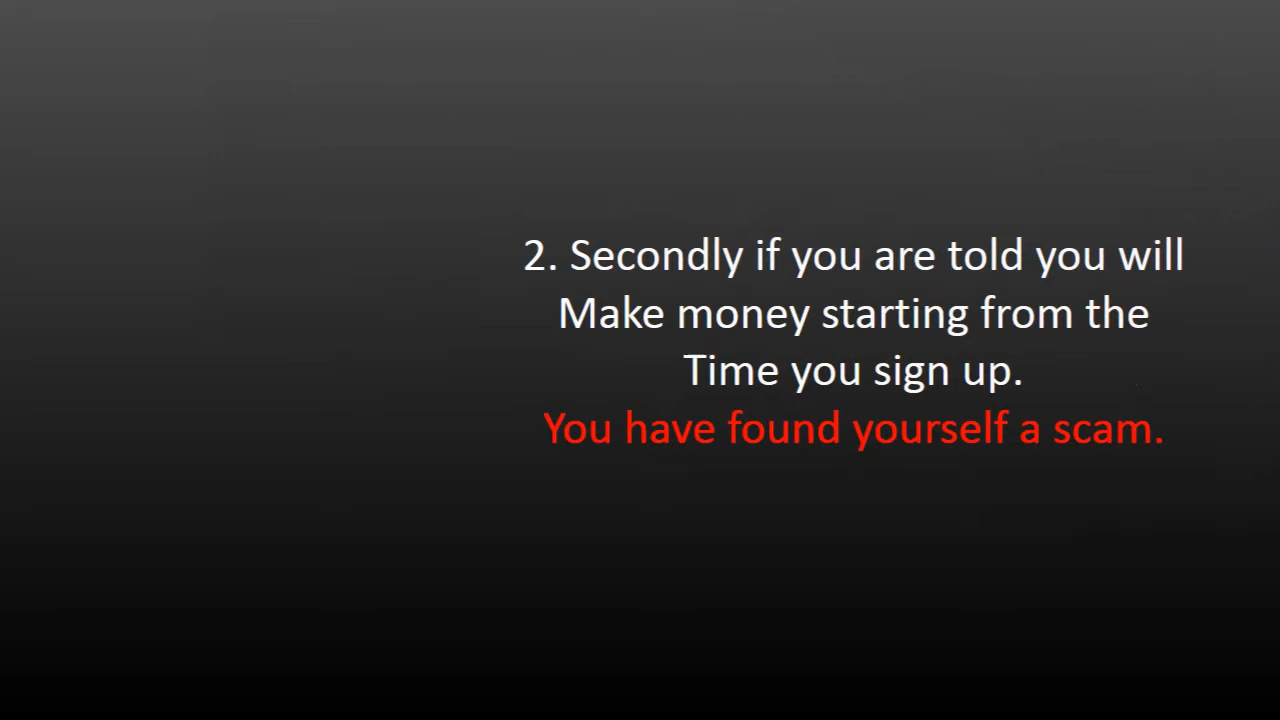 2. Secondly if you are told you will
Make money starting from the
Time you sign up.
You have found yourself a scam.